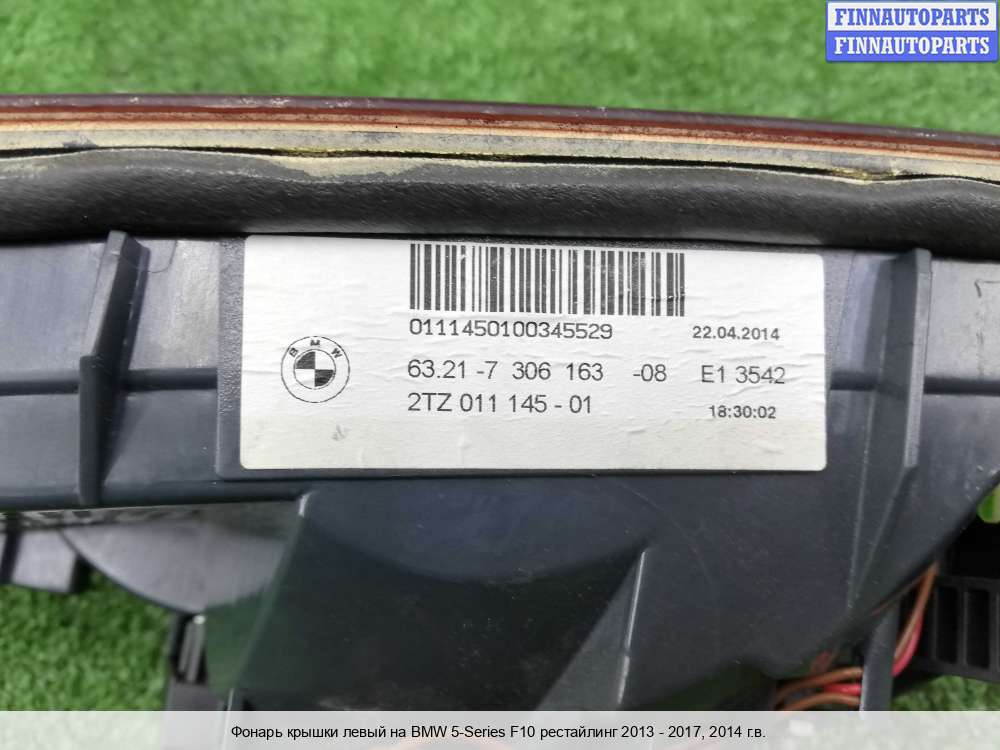 FINNAUTOPARTS
FINNAUTOPARTS
0111450100345529
22.04.2014
BMW
63.21-7 306 163 -08 E1 3542
2TZ 011 145-01
18:30:02
Фонарь крышки левый на BMW 5-Series F10 рестайлинг 2013 - 2017, 2014 г.в.